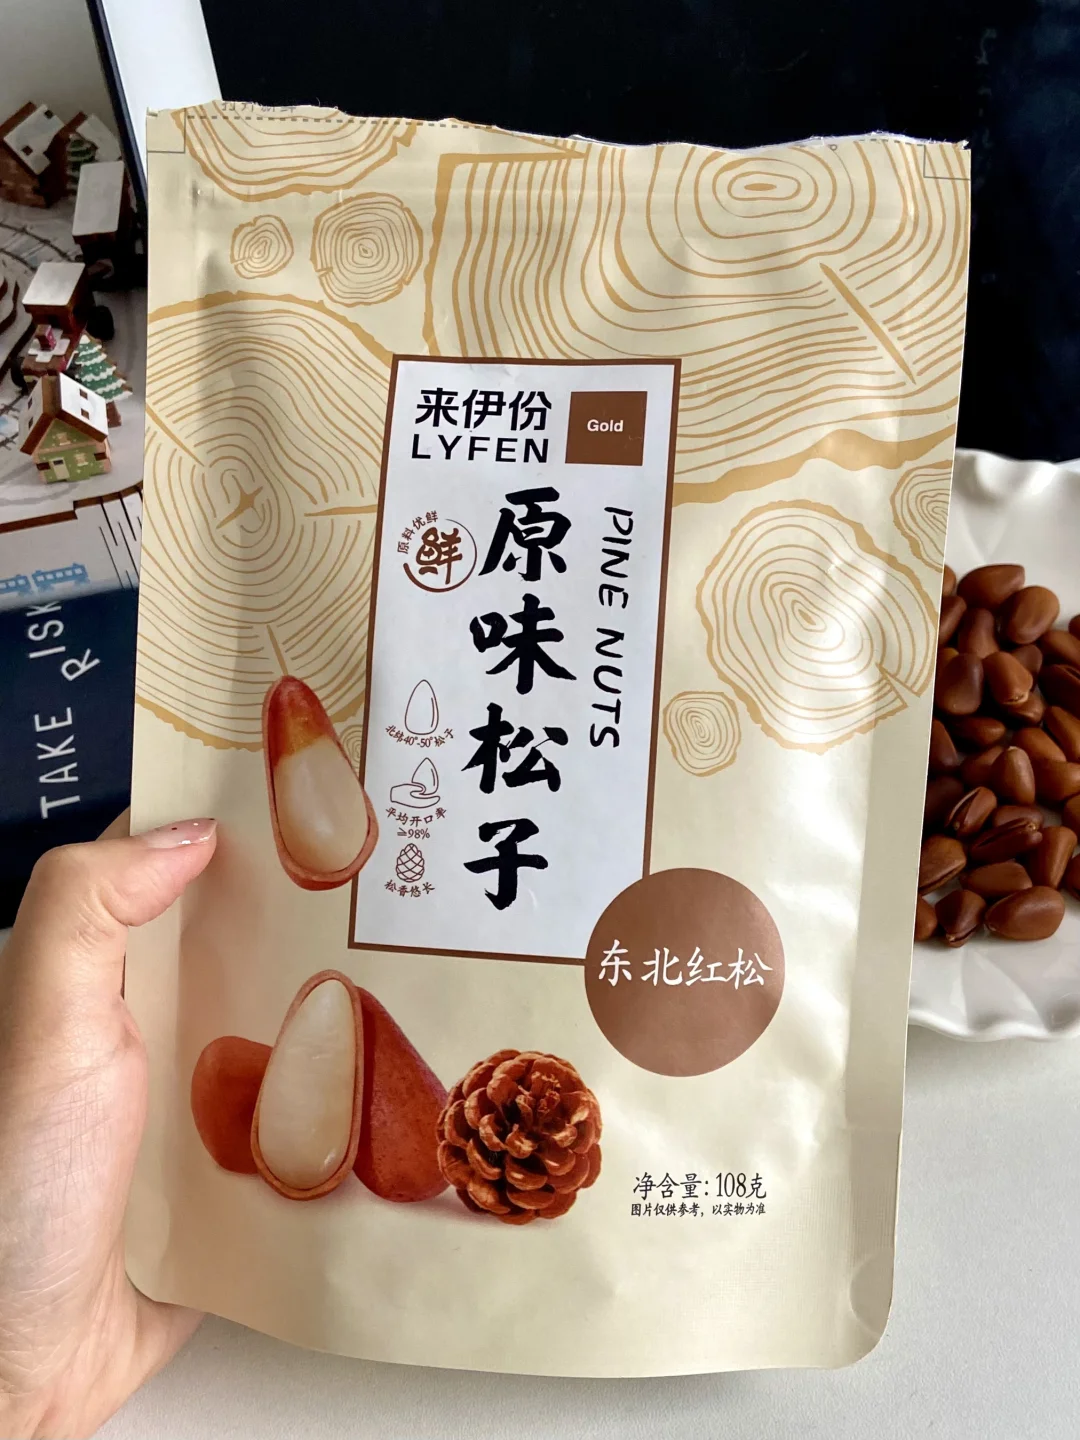 来伊份
LYFEN
Gold
原料优鲜
鲜
原味松子
PINE NUTS
北纬40°-50°松子
平均开口率
≥98%
松香悠长
东北红松
净含量:108克
图片仅供参考,以实物为准
TAKE
RISK